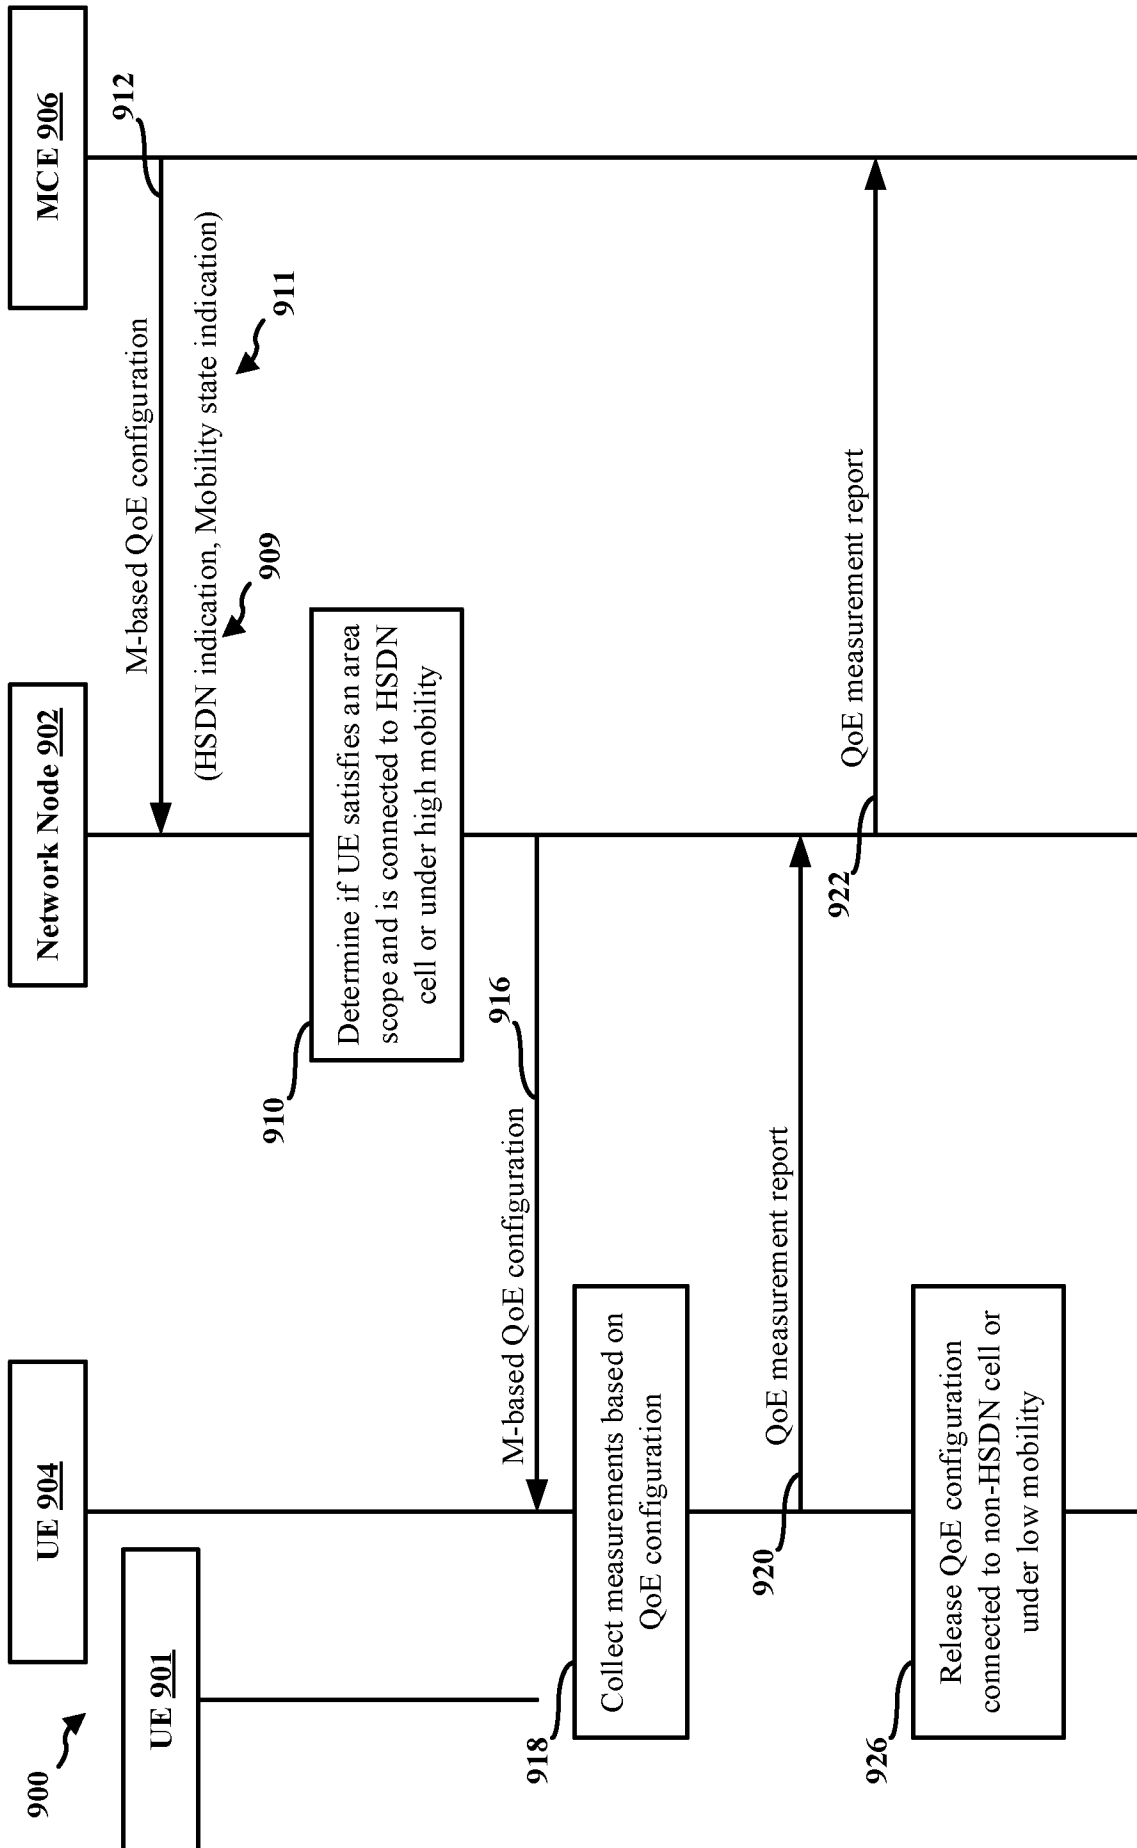 900
UE 901
UE 904
Network Node 902
MCE 906
912
M-based QoE configuration
(HSDN indication, Mobility state indication)
909
911
910
Determine if UE satisfies an area
scope and is connected to HSDN
cell or under high mobility
916
M-based QoE configuration
918
Collect measurements based on
QoE configuration
920
QoE measurement report
922
QoE measurement report
926
Release QoE configuration
connected to non-HSDN cell or
under low mobility